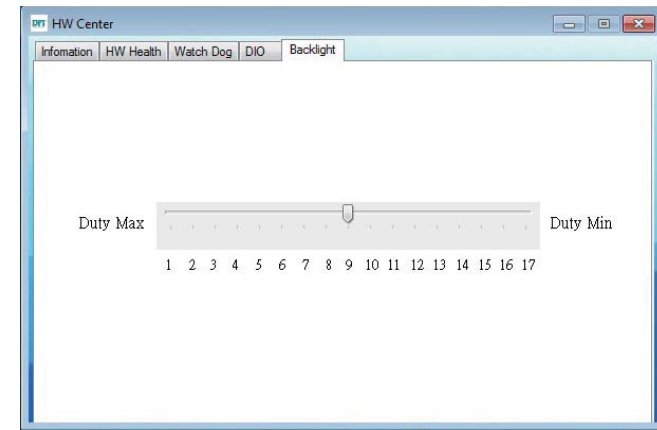 DFI HW Center
Infomation HW Health Watch Dog DIO Backlight
Duty Max Duty Min
1 2 3 4 5 6 7 8 9 10 11 12 13 14 15 16 17